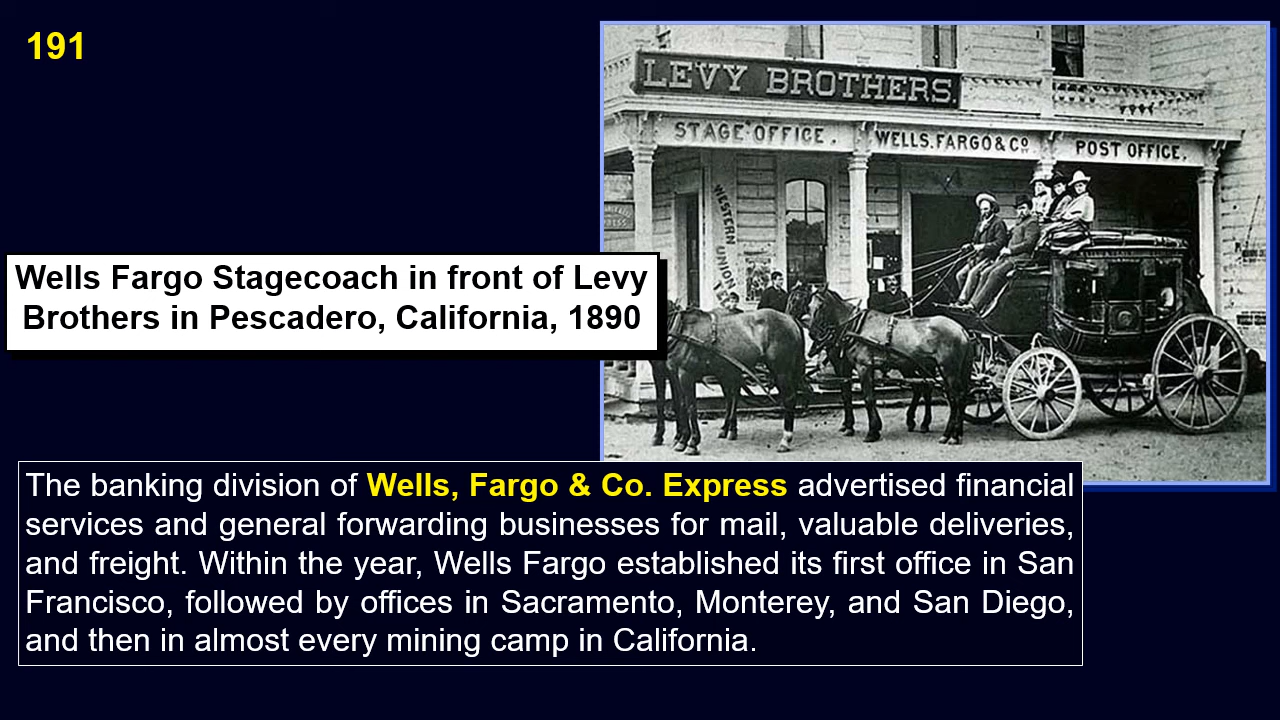 191
LEVY BROTHERS.
STAGE OFFICE.
WELLS. FARGO & Co
POST OFFICE.
WESTERN UNION
Wells Fargo Stagecoach in front of Levy
Brothers in Pescadero, California, 1890
The banking division of Wells, Fargo & Co. Express advertised financial
services and general forwarding businesses for mail, valuable deliveries,
and freight. Within the year, Wells Fargo established its first office in San
Francisco, followed by offices in Sacramento, Monterey, and San Diego,
and then in almost every mining camp in California.